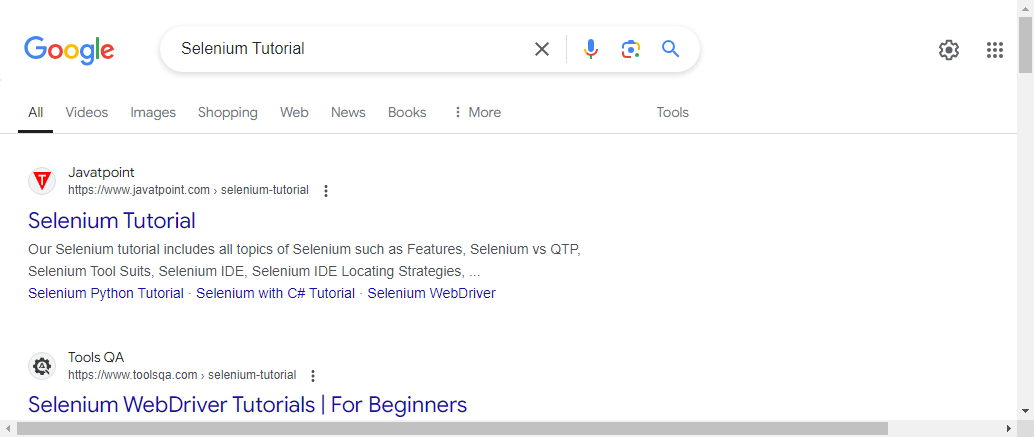 Google
Selenium Tutorial
All Videos Images Shopping Web News Books More Tools
Javatpoint
https://www.javatpoint.com › selenium-tutorial
Selenium Tutorial
Our Selenium tutorial includes all topics of Selenium such as Features, Selenium vs QTP,
Selenium Tool Suits, Selenium IDE, Selenium IDE Locating Strategies, ...
Selenium Python Tutorial · Selenium with C# Tutorial · Selenium WebDriver
Tools QA
https://www.toolsqa.com › selenium-tutorial
Selenium WebDriver Tutorials | For Beginners